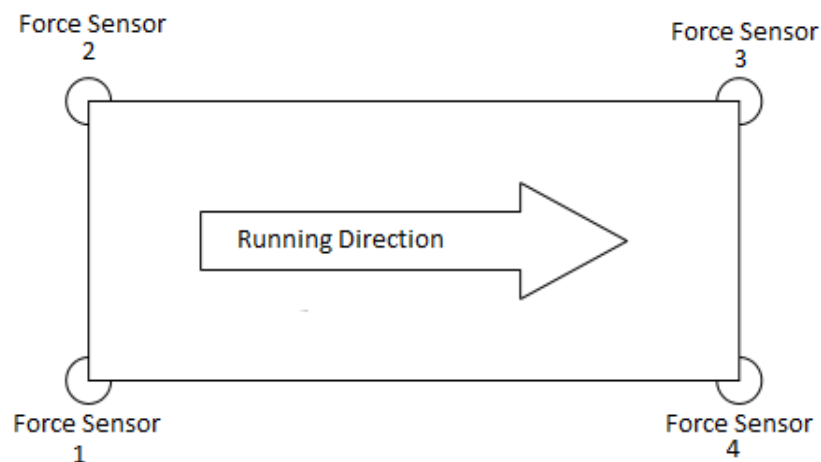 Force Sensor
2
Force Sensor
3
Running Direction
Force Sensor
1
Force Sensor
4